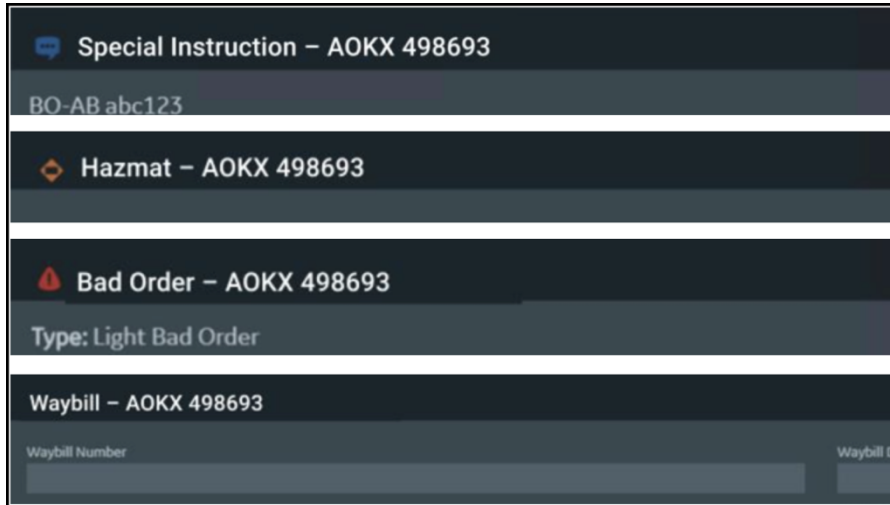 Special Instruction – AOKX 498693
BO-AB abc123
Hazmat – AOKX 498693
Bad Order – AOKX 498693
Type: Light Bad Order
Waybill – AOKX 498693
Waybill Number
Waybill